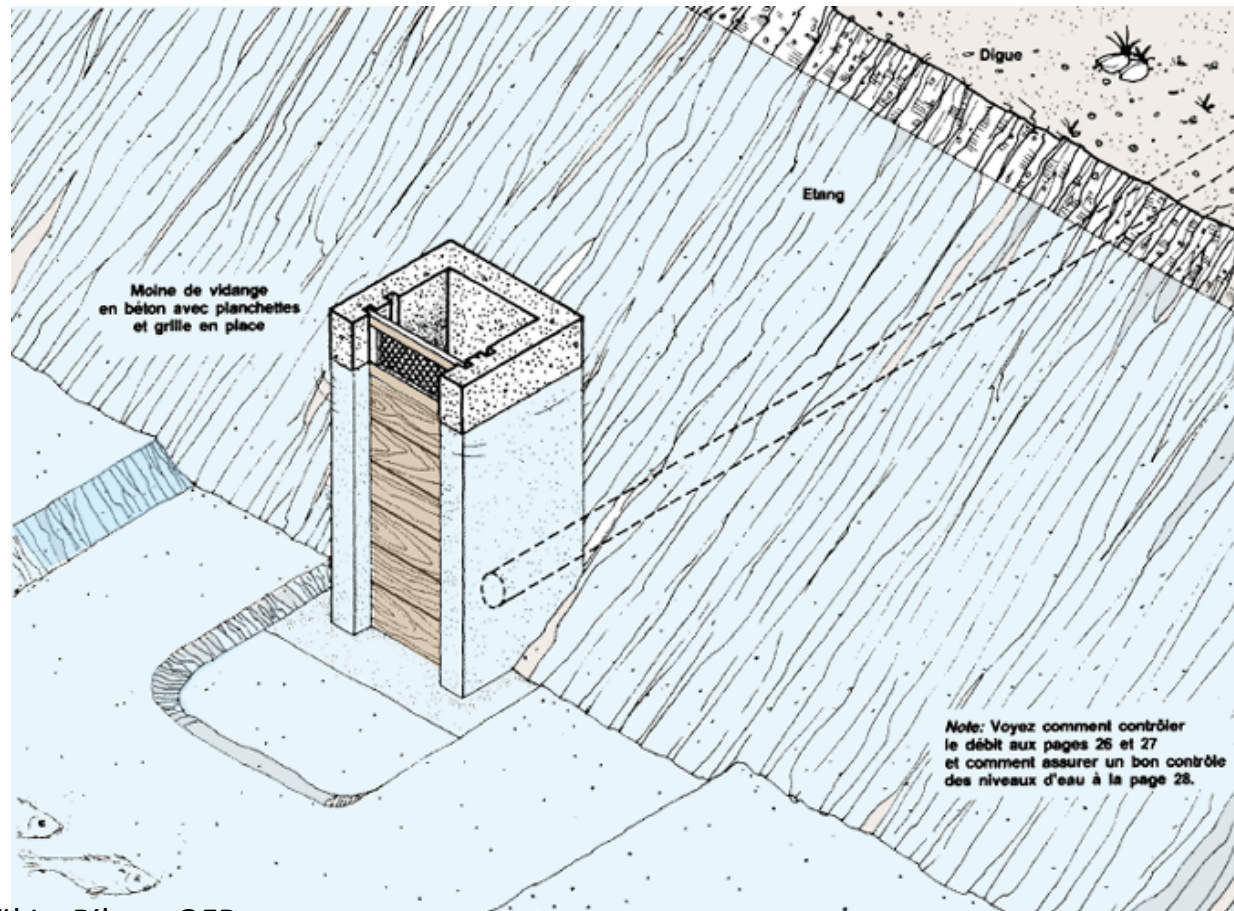 Digue
Etang
Moine de vidange
en béton avec planchettes
et grille en place
Note: Voyez comment contrôler
le débit aux pages 26 et 27
et comment assurer un bon contrôle
des niveaux d'eau à la page 28.